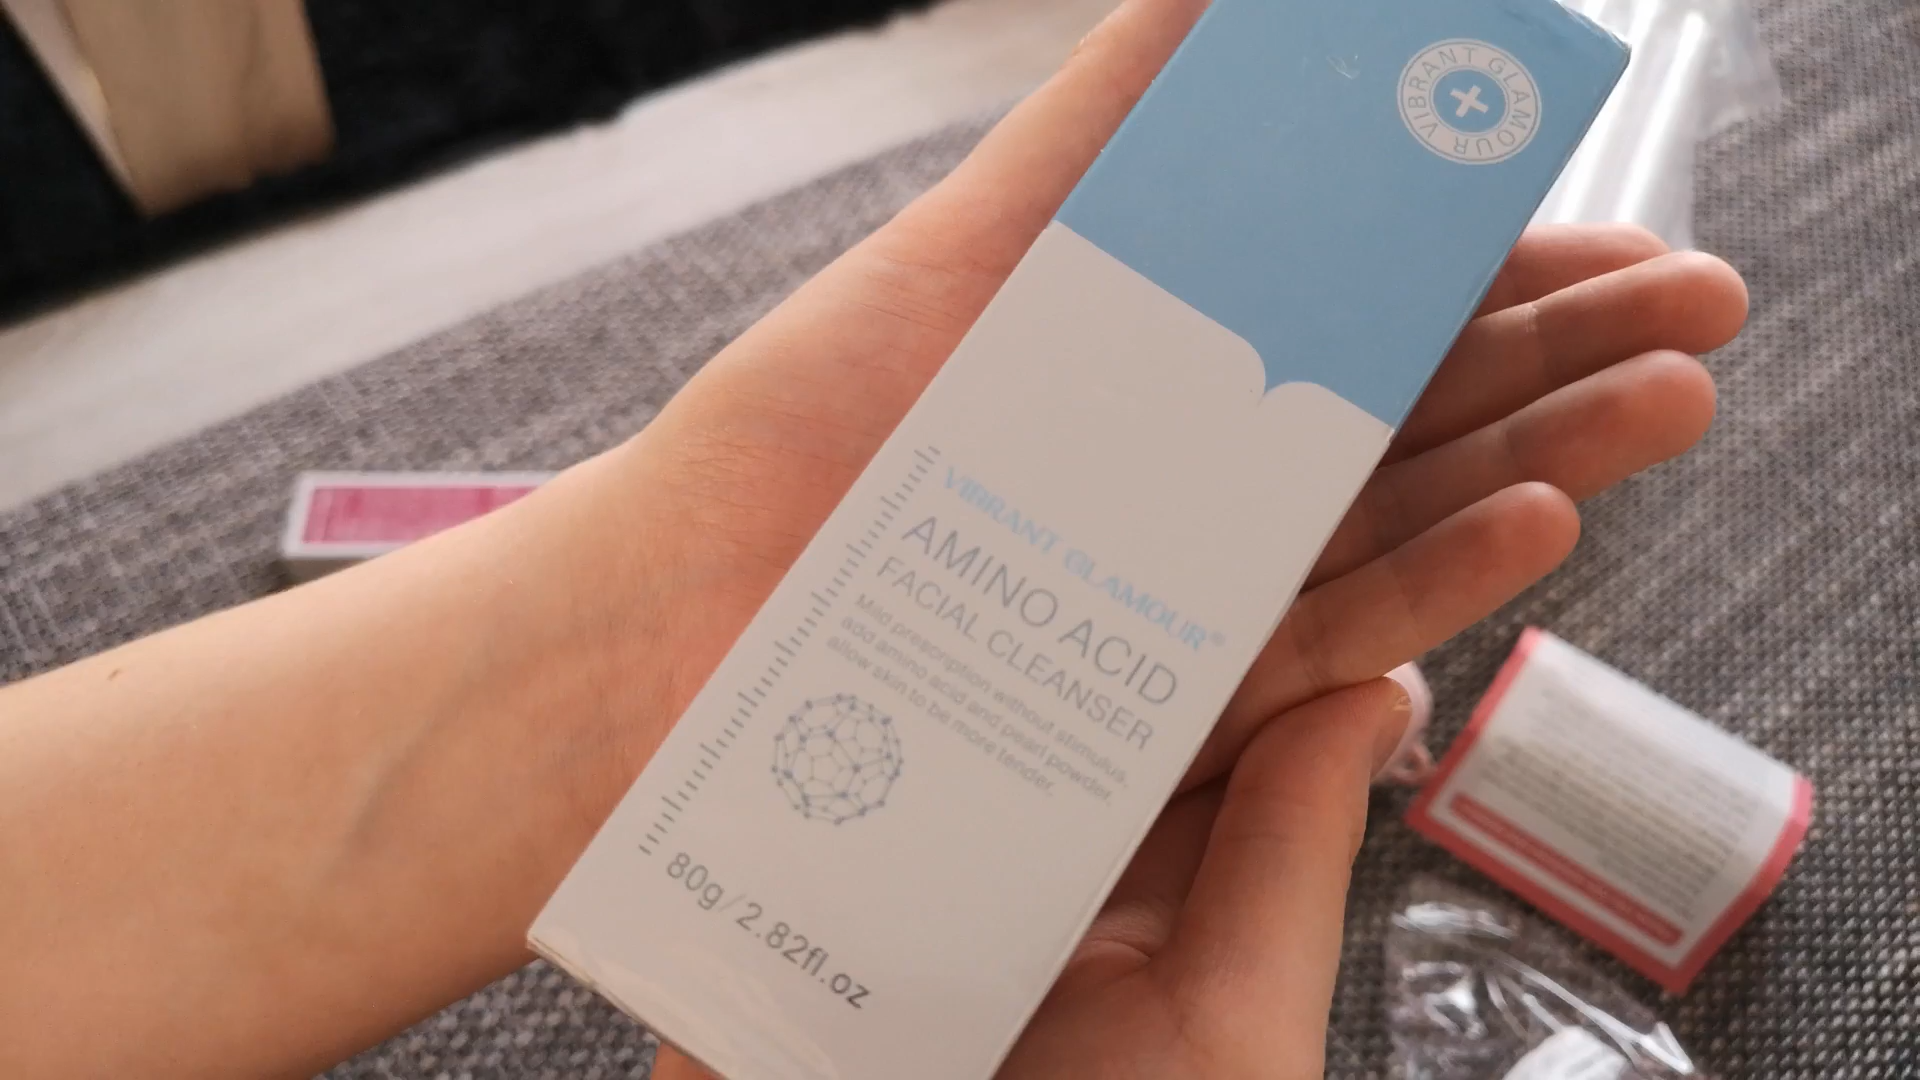 VIBRANT GLAMOUR
VIBRANT GLAMOUR®
AMINO ACID
FACIAL CLEANSER
Mild prescription without stimulus,
add amino acid and pearl powder,
allow skin to be more tender.
80g/2.82fl.oz